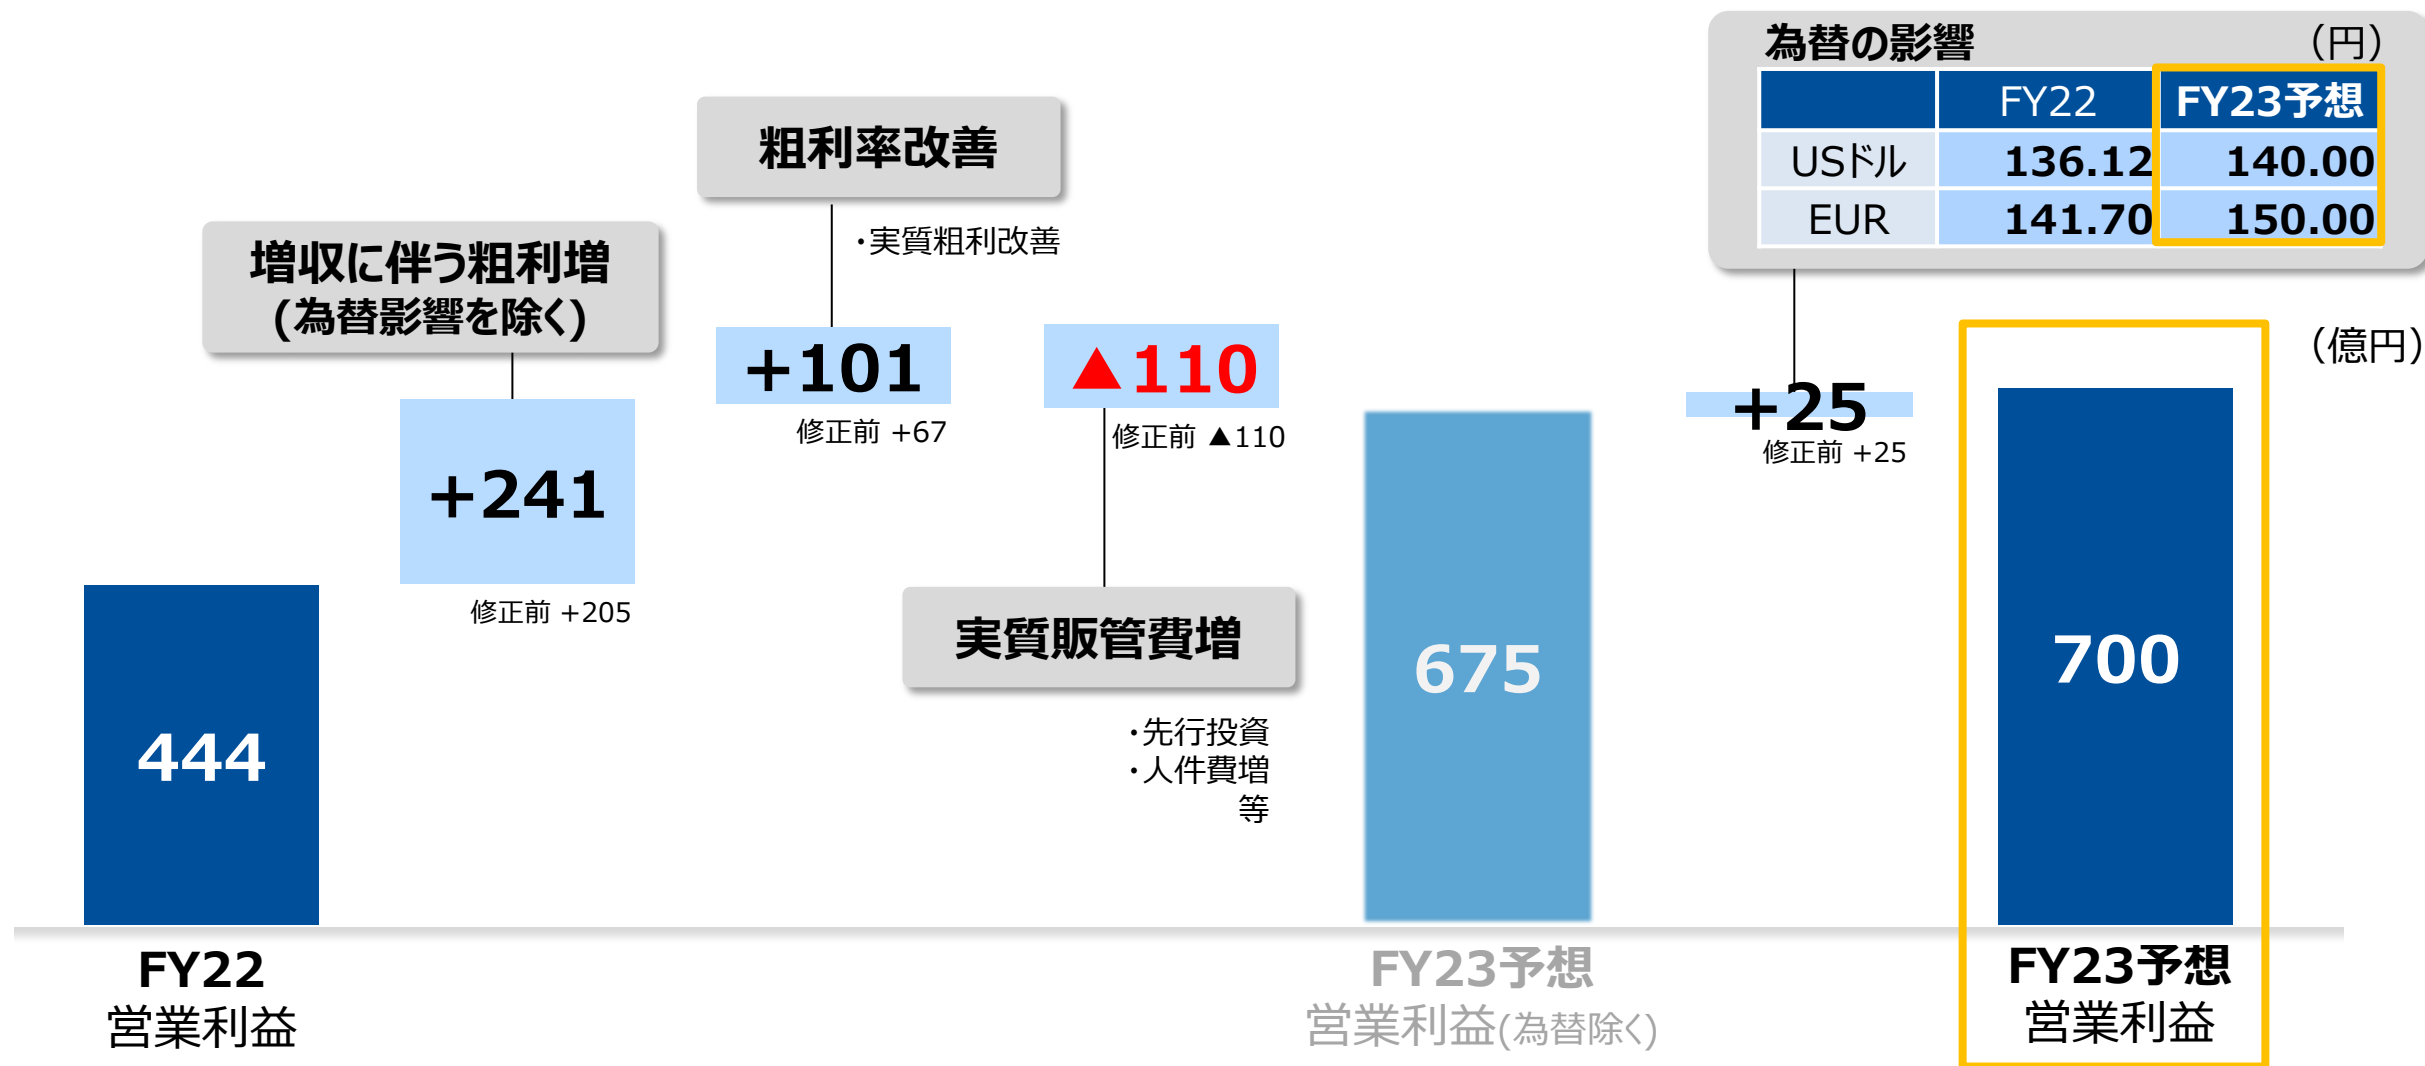 為替の影響 (円)
FY22 FY23予想
USドル 136.12 140.00
EUR 141.70 150.00
(億円)
粗利率改善
・実質粗利改善
増収に伴う粗利増
(為替影響を除く)
+101
修正前 +67
▲110
修正前 ▲110
+25
修正前 +25
+241
修正前 +205
実質販管費増
・先行投資
・人件費増
等
444
675
700
FY22
営業利益
FY23予想
営業利益(為替除く)
FY23予想
営業利益